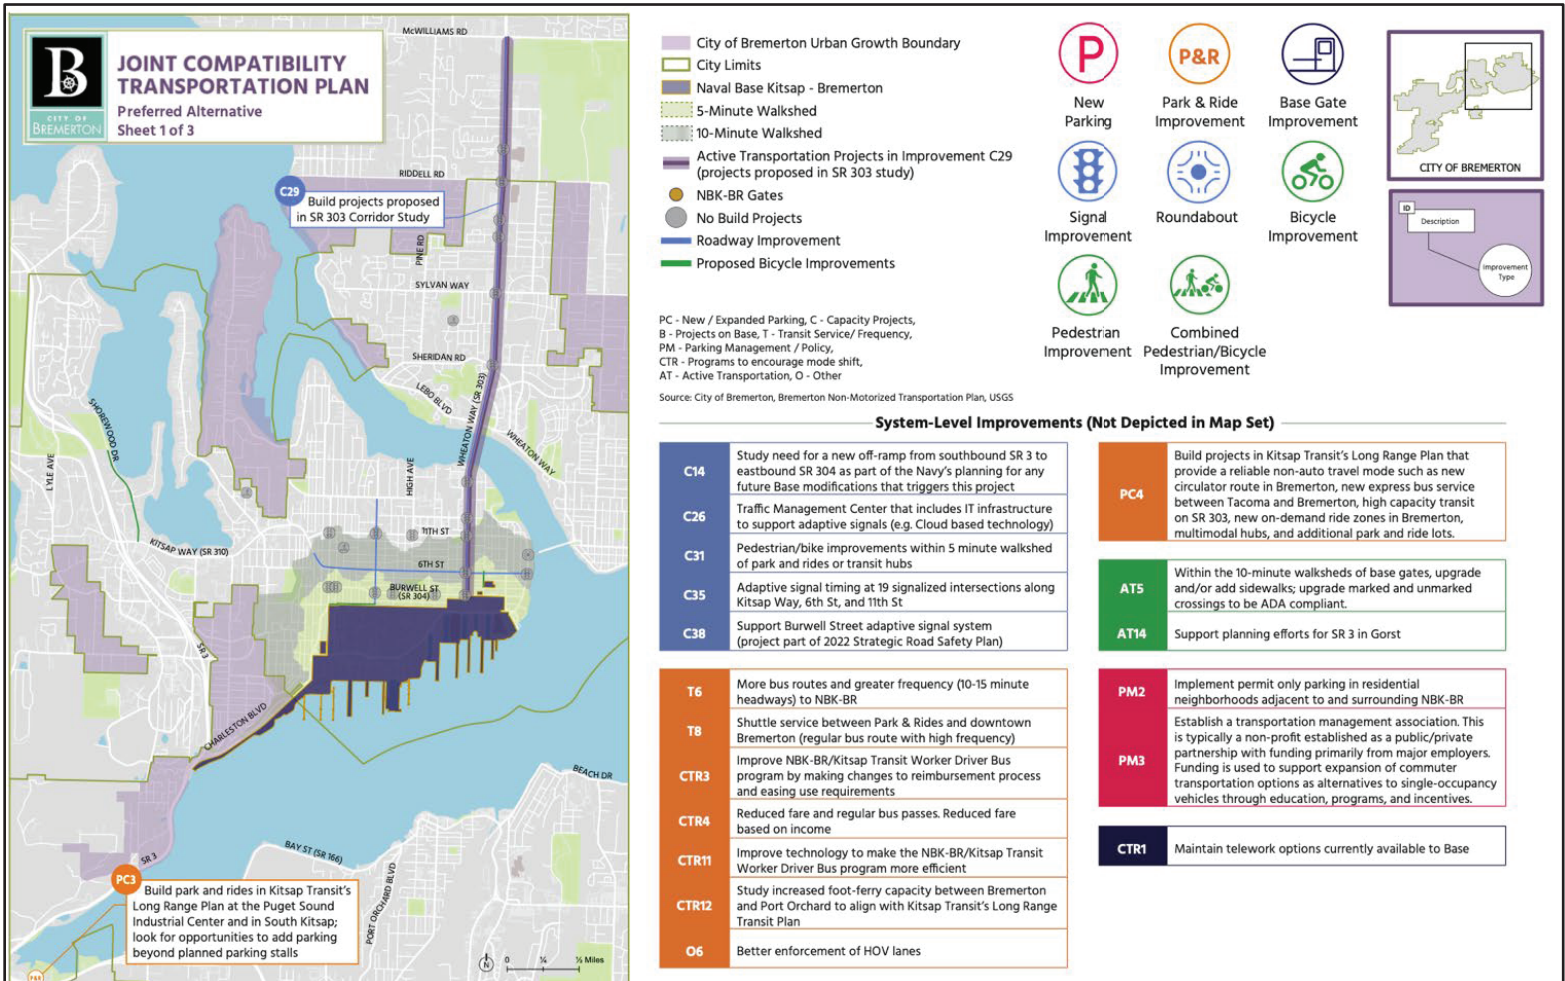 B
CITY OF
BREMERTON
JOINT COMPATIBILITY
TRANSPORTATION PLAN
Preferred Alternative
Sheet 1 of 3
McWILLIAMS RD
RIDDELL RD
C29
Build projects proposed
in SR 303 Corridor Study
PINE RD
SYLVAN WAY
SHERIDAN RD
LEBO BLVD
WHEATON WAY (SR 303)
WHEATON WAY
SHOREWOOD DR
LYLE AVE
HIGH AVE
11TH ST
KITSAP WAY (SR 310)
6TH ST
BURWELL ST
(SR 304)
SR 3
CHARLESTON BLVD
BEACH DR
SR 3
BAY ST (SR 166)
PORT ORCHARD BLVD
PC3
Build park and rides in Kitsap Transit's
Long Range Plan at the Puget Sound
Industrial Center and in South Kitsap;
look for opportunities to add parking
beyond planned parking stalls
P&R
N
0 ¼ ½ Miles
City of Bremerton Urban Growth Boundary
City Limits
Naval Base Kitsap - Bremerton
5-Minute Walkshed
10-Minute Walkshed
Active Transportation Projects in Improvement C29
(projects proposed in SR 303 study)
NBK-BR Gates
No Build Projects
Roadway Improvement
Proposed Bicycle Improvements
PC - New / Expanded Parking, C - Capacity Projects,
B - Projects on Base, T - Transit Service/ Frequency,
PM - Parking Management / Policy,
CTR - Programs to encourage mode shift,
AT - Active Transportation, O - Other
Source: City of Bremerton, Bremerton Non-Motorized Transportation Plan, USGS
P
New
Parking
P&R
Park & Ride
Improvement
Base Gate
Improvement
Signal
Improvement
Roundabout
Bicycle
Improvement
Pedestrian
Improvement
Combined
Pedestrian/Bicycle
Improvement
CITY OF BREMERTON
ID
Description
Improvement
Type
System-Level Improvements (Not Depicted in Map Set)
C14
Study need for a new off-ramp from southbound SR 3 to
eastbound SR 304 as part of the Navy's planning for any
future Base modifications that triggers this project
C26
Traffic Management Center that includes IT infrastructure
to support adaptive signals (e.g. Cloud based technology)
C31
Pedestrian/bike improvements within 5 minute walkshed
of park and rides or transit hubs
C35
Adaptive signal timing at 19 signalized intersections along
Kitsap Way, 6th St, and 11th St
C38
Support Burwell Street adaptive signal system
(project part of 2022 Strategic Road Safety Plan)
T6
More bus routes and greater frequency (10-15 minute
headways) to NBK-BR
T8
Shuttle service between Park & Rides and downtown
Bremerton (regular bus route with high frequency)
CTR3
Improve NBK-BR/Kitsap Transit Worker Driver Bus
program by making changes to reimbursement process
and easing use requirements
CTR4
Reduced fare and regular bus passes. Reduced fare
based on income
CTR11
Improve technology to make the NBK-BR/Kitsap Transit
Worker Driver Bus program more efficient
CTR12
Study increased foot-ferry capacity between Bremerton
and Port Orchard to align with Kitsap Transit's Long Range
Transit Plan
O6
Better enforcement of HOV lanes
PC4
Build projects in Kitsap Transit's Long Range Plan that
provide a reliable non-auto travel mode such as new
circulator route in Bremerton, new express bus service
between Tacoma and Bremerton, high capacity transit
on SR 303, new on-demand ride zones in Bremerton,
multimodal hubs, and additional park and ride lots.
AT5
Within the 10-minute walksheds of base gates, upgrade
and/or add sidewalks; upgrade marked and unmarked
crossings to be ADA compliant.
AT14
Support planning efforts for SR 3 in Gorst
PM2
Implement permit only parking in residential
neighborhoods adjacent to and surrounding NBK-BR
PM3
Establish a transportation management association. This
is typically a non-profit established as a public/private
partnership with funding primarily from major employers.
Funding is used to support expansion of commuter
transportation options as alternatives to single-occupancy
vehicles through education, programs, and incentives.
CTR1
Maintain telework options currently available to Base